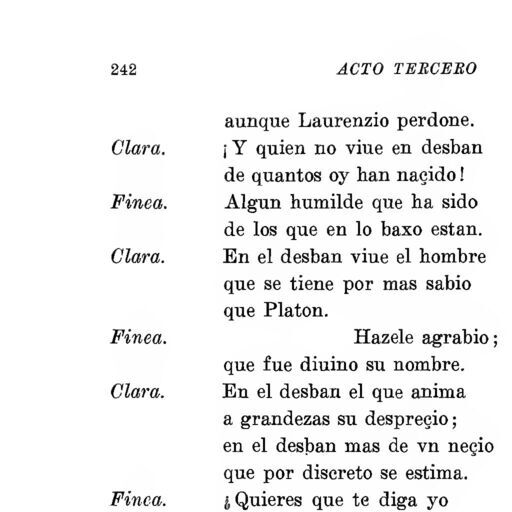 242 ACTO TERCERO
aunque Laurenzio perdone.
Clara. ¡Y quien no viue en desban
de quantos oy han naçido!
Finea. Algun humilde que ha sido
de los que en lo baxo estan.
Clara. En el desban viue el hombre
que se tiene por mas sabio
que Platon.
Finea. Hazele agrabio;
que fue diuino su nombre.
Clara. En el desban el que anima
a grandezas su despreçio;
en el desban mas de vn neçio
que por discreto se estima.
Finea. ¿Quieres que te diga yo